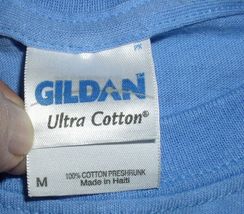 GILDAN
Ultra Cotton®
M
100% COTTON PRESHRUNK
Made in Haiti